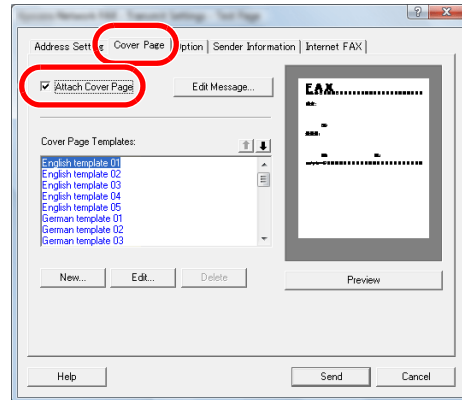 Address Setting Cover Page Option Sender Information Internet FAX
Attach Cover Page
Edit Message...
FAX
Cover Page Templates:
English template 01
English template 02
English template 03
English template 04
English template 05
German template 01
German template 02
German template 03
New... Edit... Delete
Preview
Help
Send Cancel